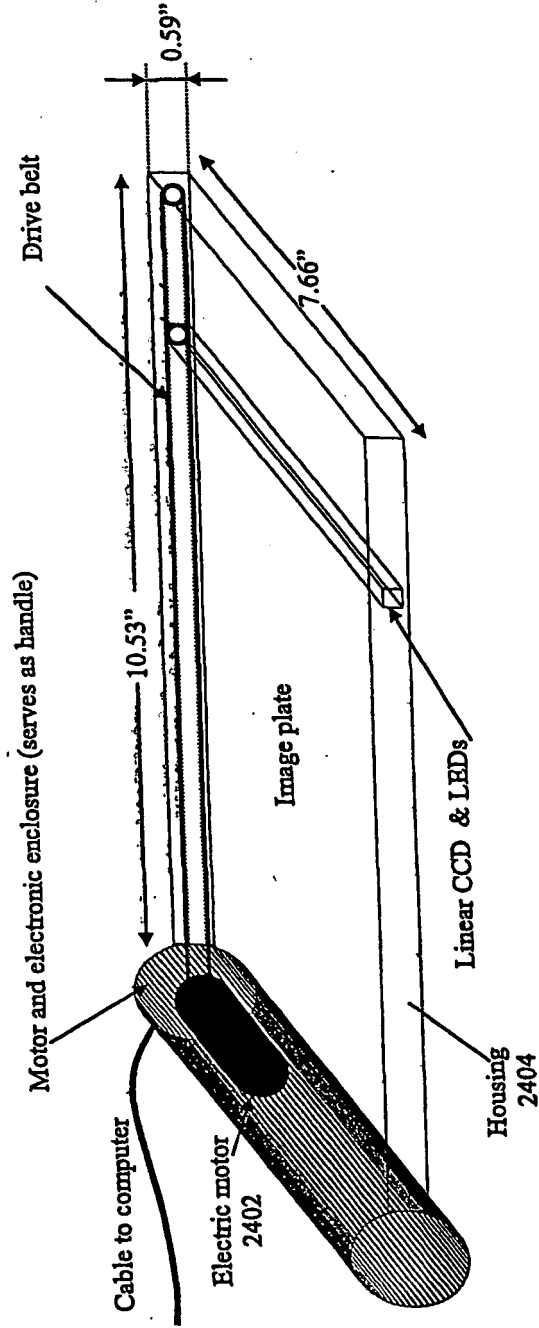 Motor and electronic enclosure (serves as handle)
Cable to computer
Drive belt
10.53”
0.59”
7.66”
Electric motor
2402
Image plate
Linear CCD & LEDs
Housing
2404